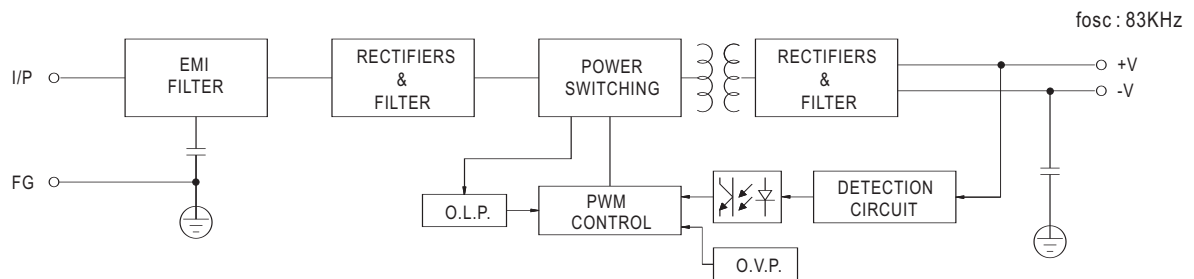 fosc : 83KHz
I/P
EMI
FILTER
RECTIFIERS
&
FILTER
POWER
SWITCHING
RECTIFIERS
&
FILTER
+V
-V
FG
O.L.P.
PWM
CONTROL
DETECTION
CIRCUIT
O.V.P.